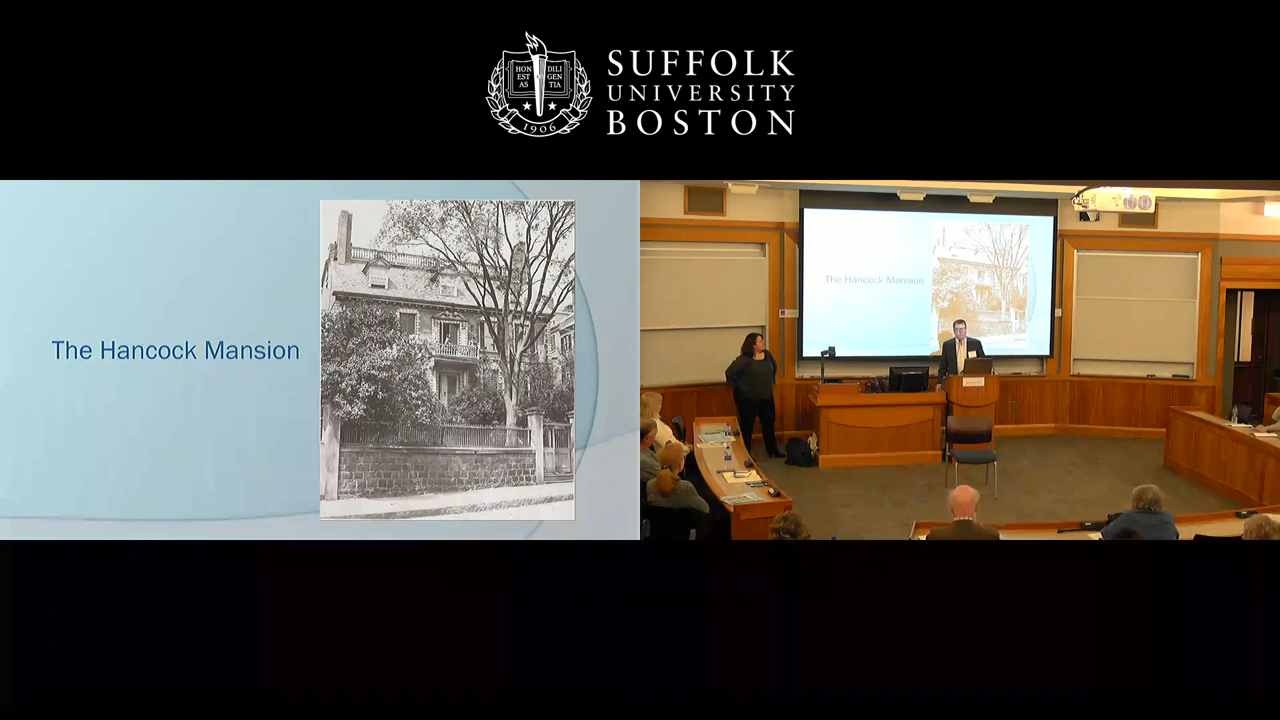 HON
EST
AS
DILI
GEN
TIA
1906
SUFFOLK
UNIVERSITY
BOSTON
The Hancock Mansion
The Hancock Mansion